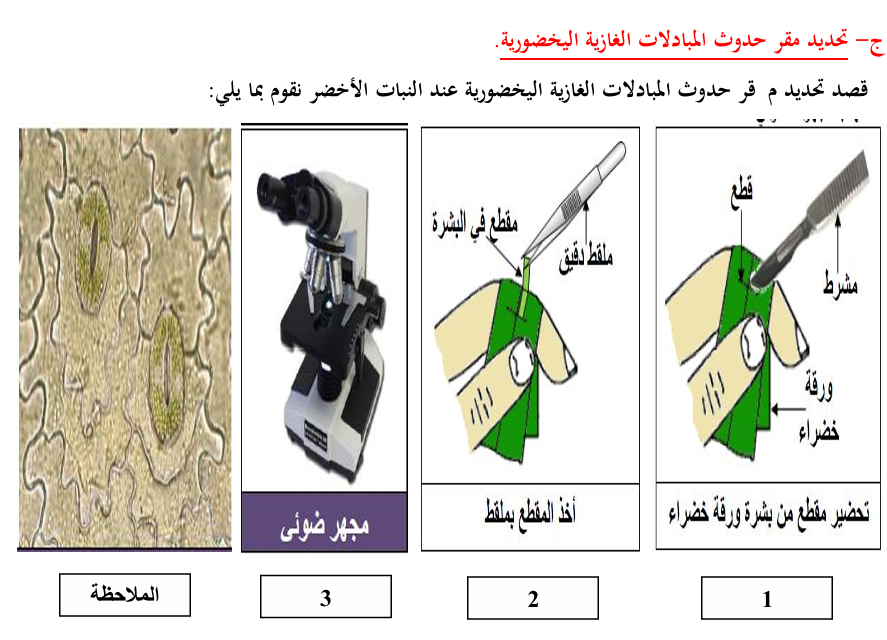 ج– تحديد مقر حدوث المبادلات الغازية اليخضورية.
قصد تحديد م قر حدوث المبادلات الغازية اليخضورية عند النبات الأخضر نقوم بما يلي:
قطع
مشرط
ورقة
خضراء
تحضير مقطع من بشرة ورقة خضراء
1
مقطع في البشرة
ملقط دقيق
أخذ المقطع بملقط
2
مجهر ضوئى
3
الملاحظة